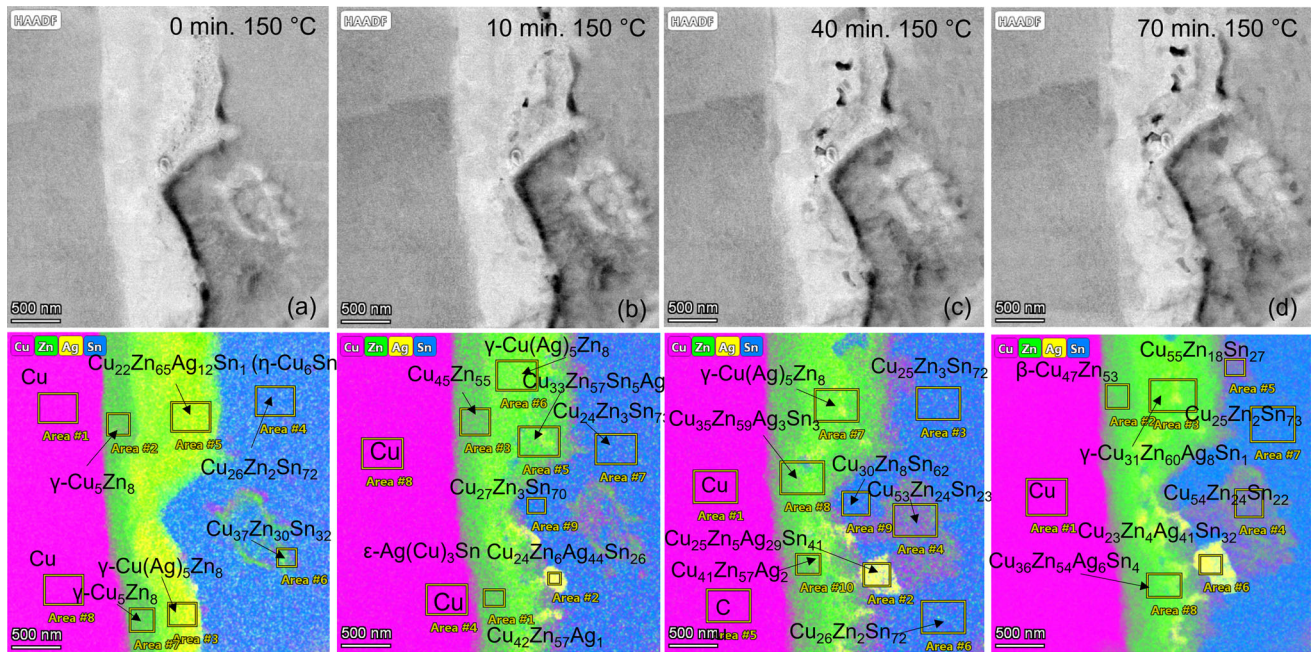 HAADF
0 min. 150 °C
500 nm
(a)
HAADF
10 min. 150 °C
500 nm
(b)
HAADF
40 min. 150 °C
500 nm
(c)
HAADF
70 min. 150 °C
500 nm
(d)
Cu Zn Ag Sn
Cu₂₂Zn₆₅Ag₁₂Sn₁ (η-Cu₆Sn
Cu
Area #1
Area #2
Area #5
Area #4
γ-Cu₅Zn₈
Cu₂₆Zn₂Sn₇₂
Cu₃₇Zn₃₀Sn₃₂
Cu
γ-Cu(Ag)₅Zn₈
Area #6
γ-Cu₅Zn₈
Area #8
Area #7
Area #3
500 nm
Cu Zn Ag Sn
γ-Cu(Ag)₅Zn₈
Cu₄₅Zn₅₅
Cu₃₃Zn₅₇Sn₅Ag
Area #6
Cu₂₄Zn₃Sn₇₃
Area #3
Cu
Area #5
Area #7
Area #8
Cu₂₇Zn₃Sn₇₀
Area #9
ε-Ag(Cu)₃Sn
Cu₂₄Zn₆Ag₄₄Sn₂₆
Cu
Area #2
Area #4
Area #1
Cu₄₂Zn₅₇Ag₁
500 nm
Cu Zn Ag Sn
Cu₂₅Zn₃Sn₇₂
γ-Cu(Ag)₅Zn₈
Cu₃₅Zn₅₉Ag₃Sn₃
Area #7
Area #3
Cu₃₀Zn₈Sn₆₂
Cu
Cu₅₃Zn₂₄Sn₂₃
Area #1
Area #8
Area #9
Cu₂₅Zn₅Ag₂₉Sn₄₁
Area #4
Cu₄₁Zn₅₇Ag₂
Area #10
Area #2
C
Area #5
Cu₂₆Zn₂Sn₇₂
Area #6
500 nm
Cu Zn Ag Sn
Cu₅₅Zn₁₈Sn₂₇
β-Cu₄₇Zn₅₃
Area #5
Area #2
Area #3
Cu₂₅Zn₂Sn₇₃
Area #7
γ-Cu₃₁Zn₆₀Ag₈Sn₁
Cu
Cu₅₄Zn₂₄Sn₂₂
Area #1
Area #4
Cu₂₃Zn₄Ag₄₁Sn₃₂
Cu₃₆Zn₅₄Ag₆Sn₄
Area #6
Area #8
500 nm